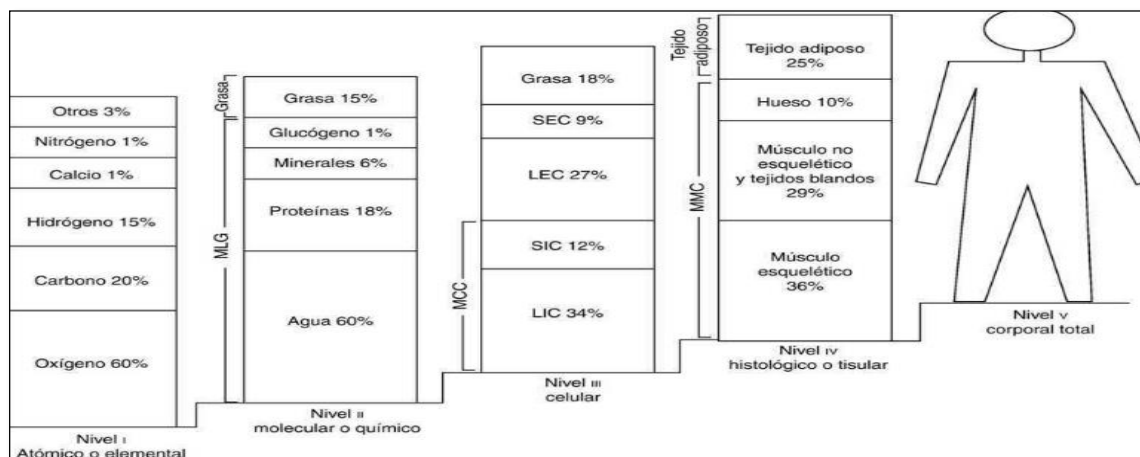 Otros 3%
Nitrógeno 1%
Calcio 1%
Hidrógeno 15%
Carbono 20%
Oxígeno 60%
Nivel I
Atómico o elemental
Grasa
MLG
Grasa 15%
Glucógeno 1%
Minerales 6%
Proteínas 18%
Agua 60%
Nivel II
molecular o químico
MCC
Grasa 18%
SEC 9%
LEC 27%
SIC 12%
LIC 34%
Nivel III
celular
Tejido
adiposo
MMC
Tejido adiposo
25%
Hueso 10%
Músculo no
esquelético
y tejidos blandos
29%
Músculo
esquelético
36%
Nivel IV
histológico o tisular
Nivel V
corporal total